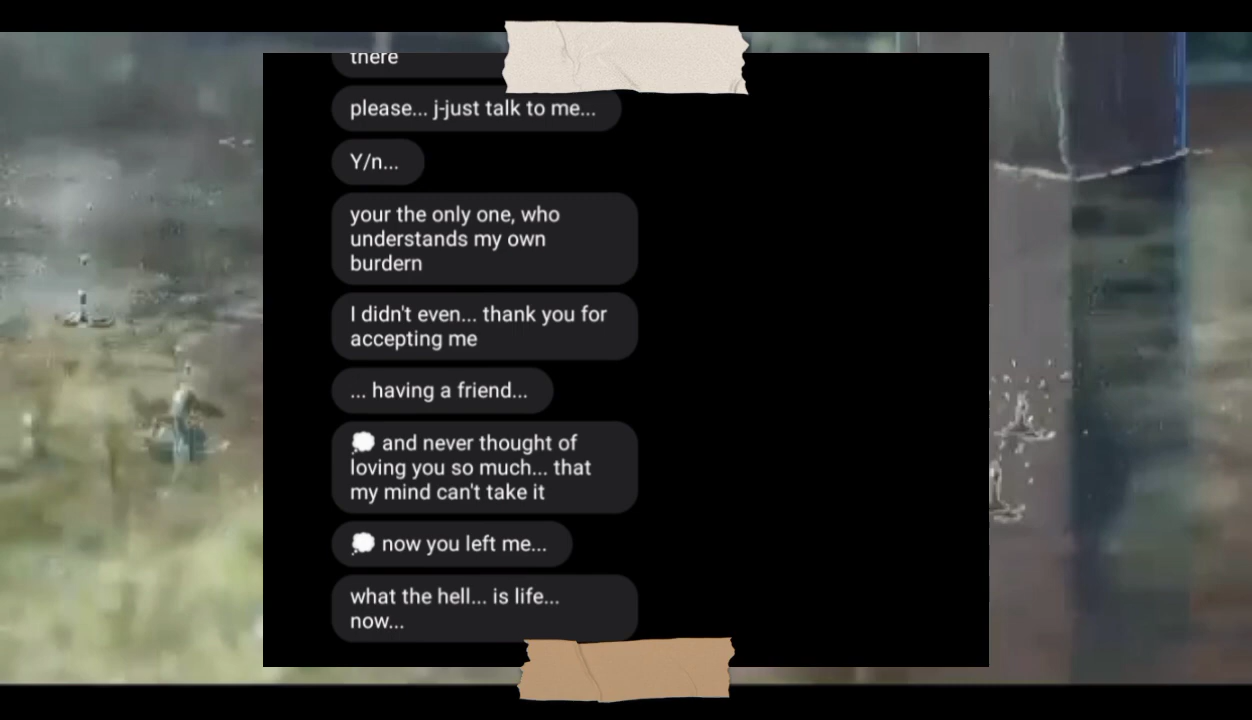 there
please... j-just talk to me...
Y/n...
your the only one, who
understands my own
burdern
I didn't even... thank you for
accepting me
... having a friend...
💭 and never thought of
loving you so much... that
my mind can't take it
💭 now you left me...
what the hell... is life...
now...